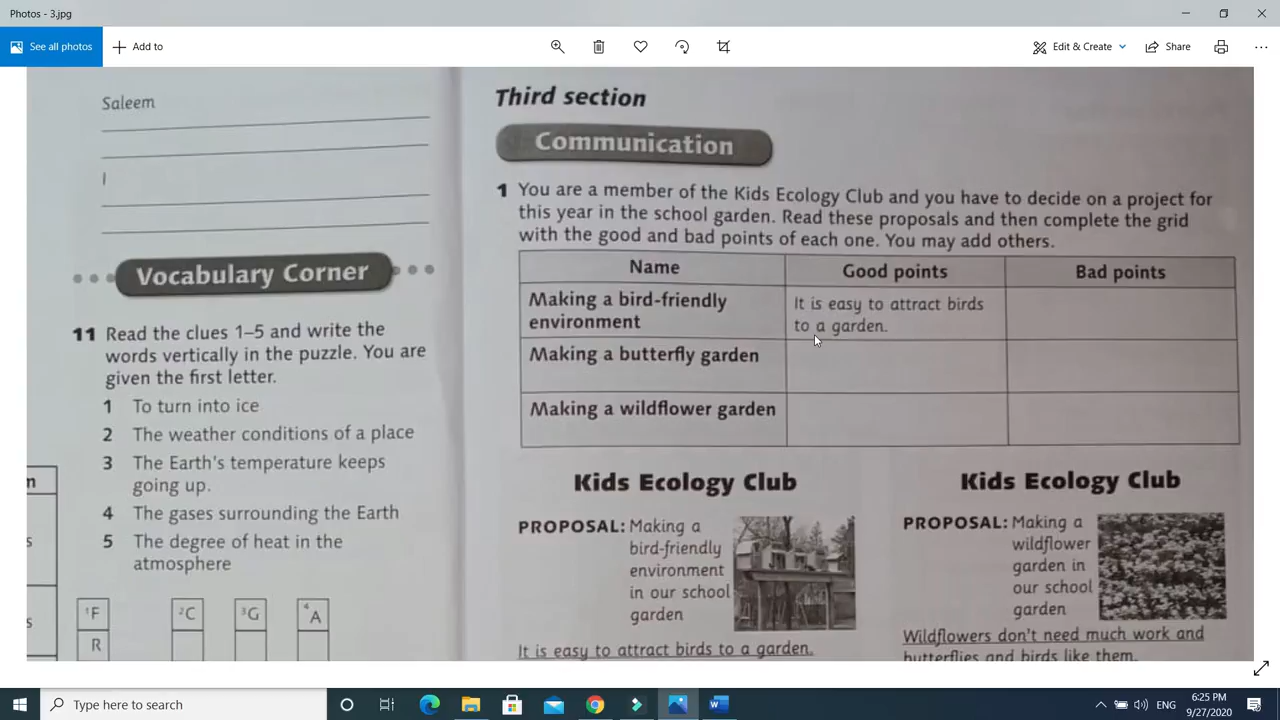 Photos - 3.jpg
See all photos
Add to
Edit & Create
Share
Saleem
I
Vocabulary Corner
11 Read the clues 1–5 and write the
words vertically in the puzzle. You are
given the first letter.
1 To turn into ice
2 The weather conditions of a place
3 The Earth's temperature keeps
going up.
4 The gases surrounding the Earth
5 The degree of heat in the
atmosphere
n
s
s
1F
2C
3G
4A
R
Third section
Communication
1 You are a member of the Kids Ecology Club and you have to decide on a project for
this year in the school garden. Read these proposals and then complete the grid
with the good and bad points of each one. You may add others.
Name
Good points
Bad points
Making a bird-friendly
environment
It is easy to attract birds
to a garden.
Making a butterfly garden
Making a wildflower garden
Kids Ecology Club
PROPOSAL: Making a
bird-friendly
environment
in our school
garden
It is easy to attract birds to a garden.
Kids Ecology Club
PROPOSAL: Making a
wildflower
garden in
our school
garden
Wildflowers don't need much work and
butterflies and birds like them.
Type here to search
ENG
6:25 PM
9/27/2020